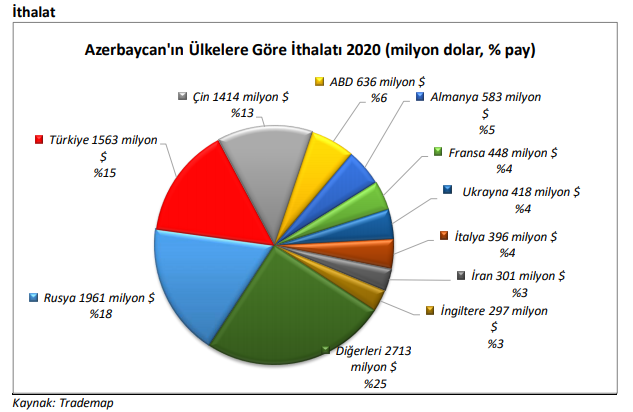 İthalat
Azerbaycan'ın Ülkelere Göre İthalatı 2020 (milyon dolar, % pay)
ABD 636 milyon $
%6
Çin 1414 milyon $
%13
Almanya 583 milyon
$
%5
Türkiye 1563 milyon
$
%15
Fransa 448 milyon $
%4
Ukrayna 418 milyon $
%4
İtalya 396 milyon $
%4
İran 301 milyon $
%3
Rusya 1961 milyon $
%18
İngiltere 297 milyon
$
%3
Diğerleri 2713
milyon $
%25
Kaynak: Trademap